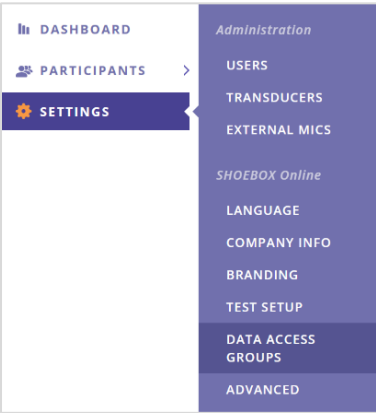 DASHBOARD
PARTICIPANTS
SETTINGS
Administration
USERS
TRANSDUCERS
EXTERNAL MICS
SHOEBOX Online
LANGUAGE
COMPANY INFO
BRANDING
TEST SETUP
DATA ACCESS
GROUPS
ADVANCED